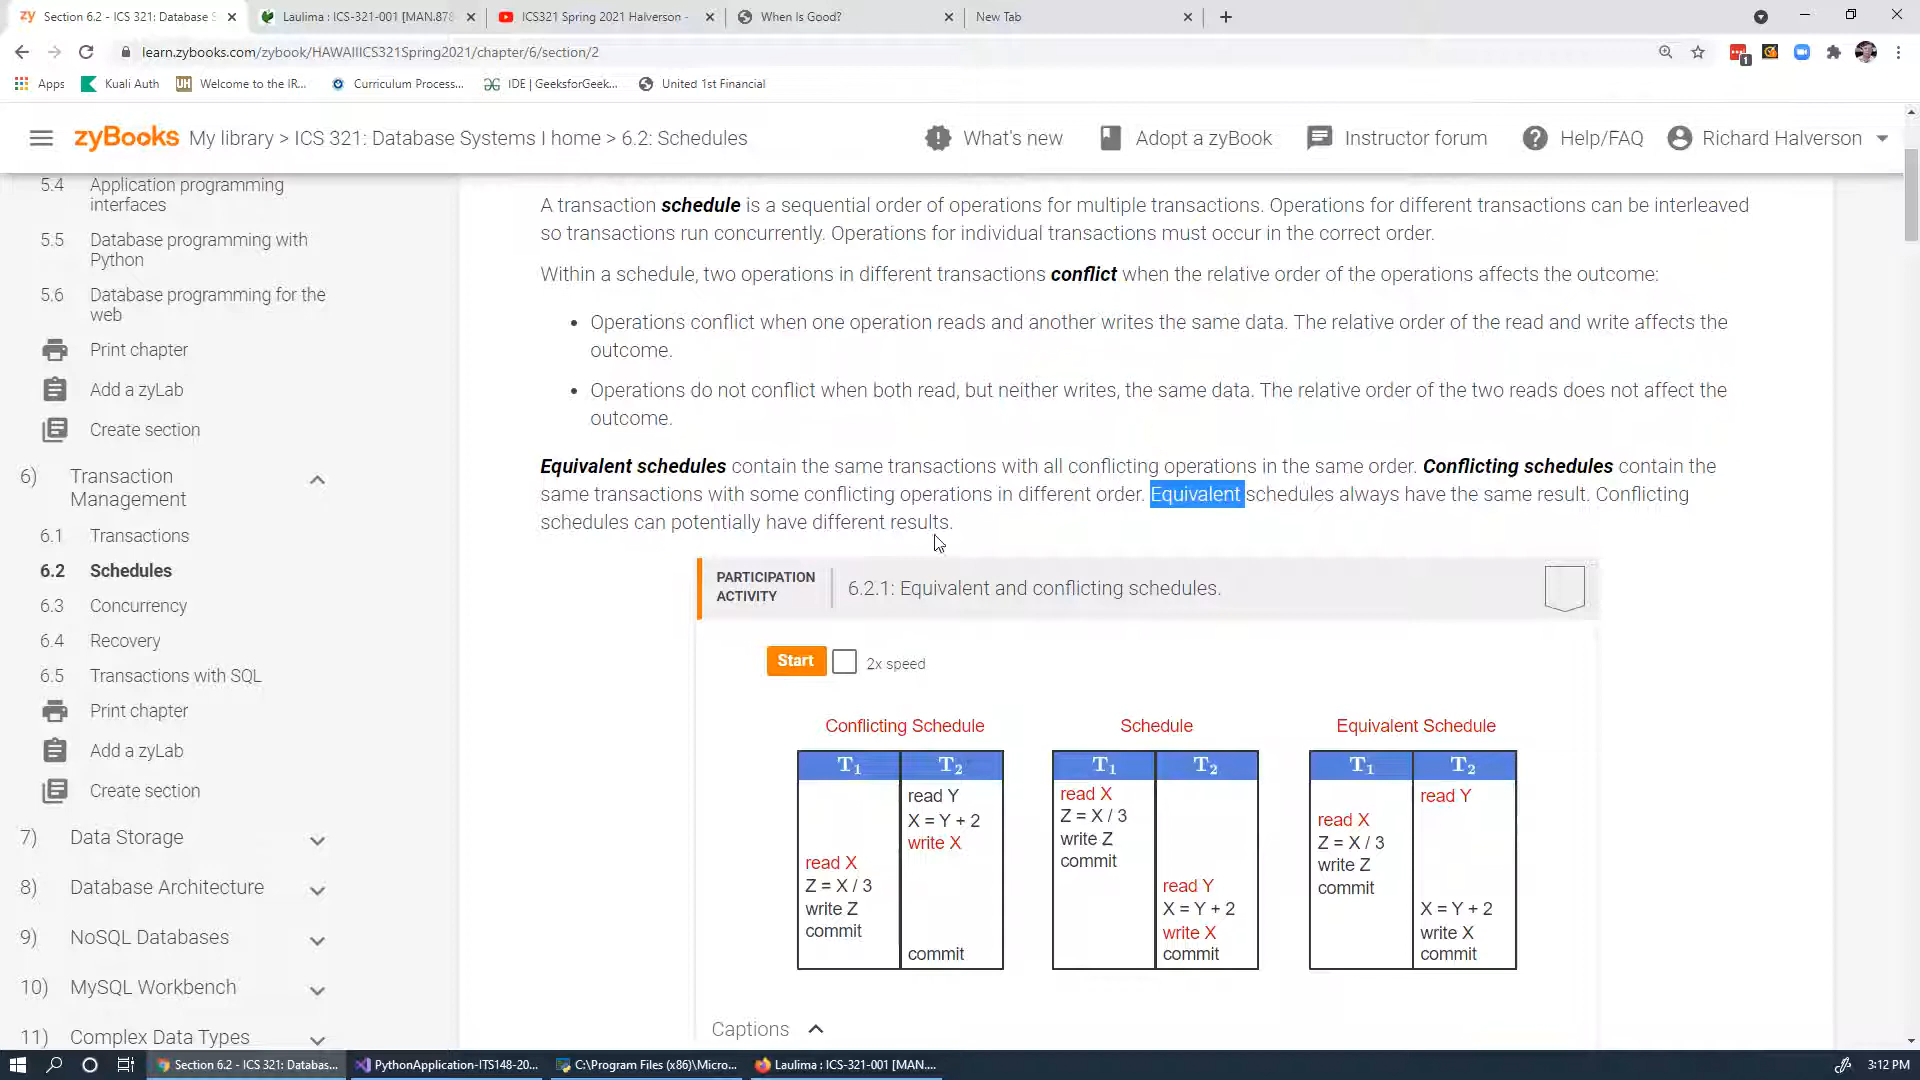 Section 6.2 - ICS 321: Database S
Laulima : ICS-321-001 [MAN.878
ICS321 Spring 2021 Halverson -
When Is Good?
New Tab
learn.zybooks.com/zybook/HAWAIIICS321Spring2021/chapter/6/section/2
1
Apps
Kuali Auth
UH Welcome to the IR...
Curriculum Process...
IDE | GeeksforGeek...
United 1st Financial
zyBooks My library > ICS 321: Database Systems I home > 6.2: Schedules
What's new
Adopt a zyBook
Instructor forum
Help/FAQ
Richard Halverson
5.4 Application programming
interfaces
5.5 Database programming with
Python
5.6 Database programming for the
web
Print chapter
Add a zyLab
Create section
6) Transaction
Management
6.1 Transactions
6.2 Schedules
6.3 Concurrency
6.4 Recovery
6.5 Transactions with SQL
Print chapter
Add a zyLab
Create section
7) Data Storage
8) Database Architecture
9) NoSQL Databases
10) MySQL Workbench
11) Complex Data Types
A transaction schedule is a sequential order of operations for multiple transactions. Operations for different transactions can be interleaved
so transactions run concurrently. Operations for individual transactions must occur in the correct order.
Within a schedule, two operations in different transactions conflict when the relative order of the operations affects the outcome:
• Operations conflict when one operation reads and another writes the same data. The relative order of the read and write affects the
outcome.
• Operations do not conflict when both read, but neither writes, the same data. The relative order of the two reads does not affect the
outcome.
Equivalent schedules contain the same transactions with all conflicting operations in the same order. Conflicting schedules contain the
same transactions with some conflicting operations in different order. Equivalent schedules always have the same result. Conflicting
schedules can potentially have different results.
PARTICIPATION
ACTIVITY
6.2.1: Equivalent and conflicting schedules.
Start
2x speed
Conflicting Schedule
T1 T2
read Y
X = Y + 2
write X
read X
Z = X / 3
write Z
commit
commit
Schedule
T1 T2
read X
Z = X / 3
write Z
commit
read Y
X = Y + 2
write X
commit
Equivalent Schedule
T1 T2
read Y
read X
Z = X / 3
write Z
commit
X = Y + 2
write X
commit
Captions
Section 6.2 - ICS 321: Databas...
PythonApplication-ITS148-20...
C:\Program Files (x86)\Micro...
Laulima : ICS-321-001 [MAN....
3:12 PM